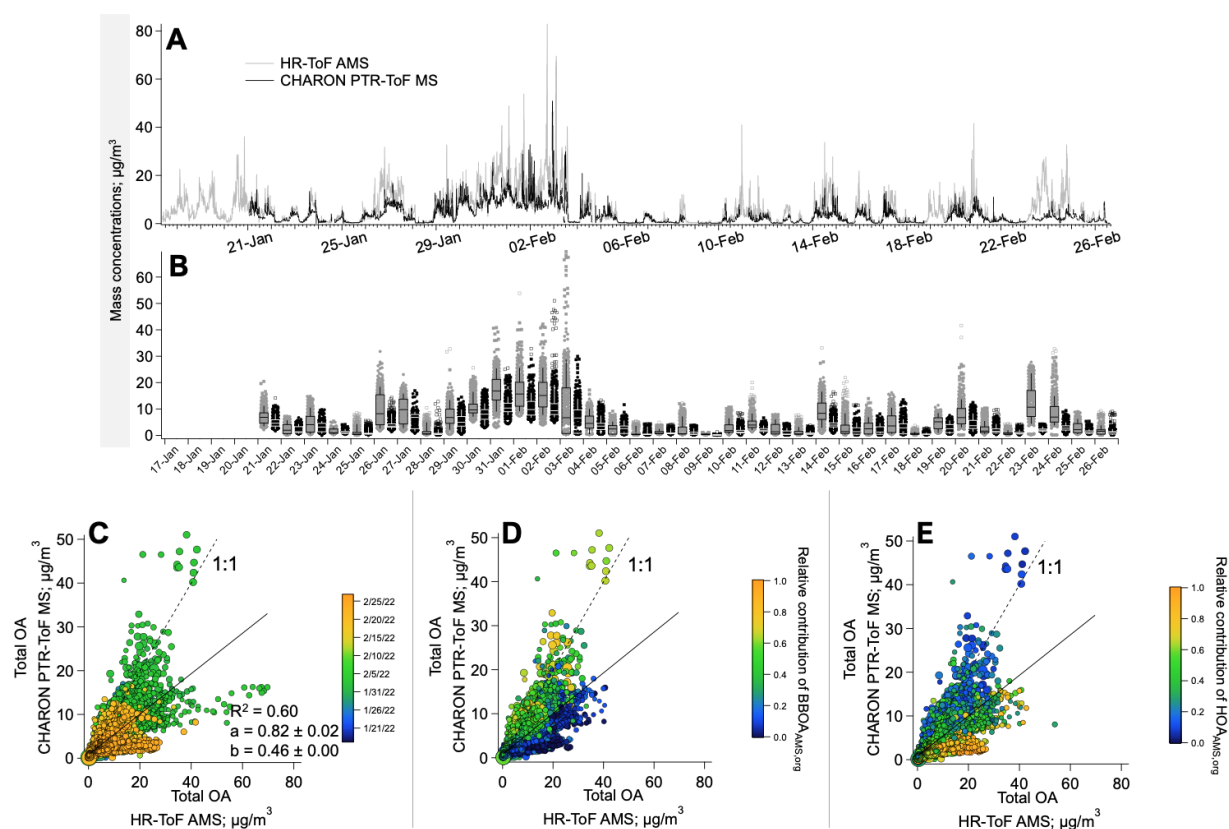 A
Mass concentrations; µg/m³
80
60
40
20
0
HR-ToF AMS
CHARON PTR-ToF MS
21-Jan 25-Jan 29-Jan 02-Feb 06-Feb 10-Feb 14-Feb 18-Feb 22-Feb 26-Feb
B
60
50
40
30
20
10
0
17-Jan 18-Jan 19-Jan 20-Jan 21-Jan 22-Jan 23-Jan 24-Jan 25-Jan 26-Jan 27-Jan 28-Jan 29-Jan 30-Jan 31-Jan 01-Feb 02-Feb 03-Feb 04-Feb 05-Feb 06-Feb 07-Feb 08-Feb 09-Feb 10-Feb 11-Feb 12-Feb 13-Feb 14-Feb 15-Feb 16-Feb 17-Feb 18-Feb 19-Feb 20-Feb 21-Feb 22-Feb 23-Feb 24-Feb 25-Feb 26-Feb
C
Total OA
CHARON PTR-ToF MS; µg/m³
50
40
30
20
10
0
1:1
2/25/22
2/20/22
2/15/22
2/10/22
2/5/22
1/31/22
1/26/22
1/21/22
R² = 0.60
a = 0.82 ± 0.02
b = 0.46 ± 0.00
0 20 40 60 80
Total OA
HR-ToF AMS; µg/m³
D
Total OA
CHARON PTR-ToF MS; µg/m³
50
40
30
20
10
0
1:1
1.0
0.8
0.6
0.4
0.2
0.0
Relative contribution of BBOA AMS,org
0 20 40 60 80
Total OA
HR-ToF AMS; µg/m³
E
Total OA
CHARON PTR-ToF MS; µg/m³
50
40
30
20
10
0
1:1
1.0
0.8
0.6
0.4
0.2
0.0
Relative contribution of HOA AMS,org
0 20 40 60 80
Total OA
HR-ToF AMS; µg/m³